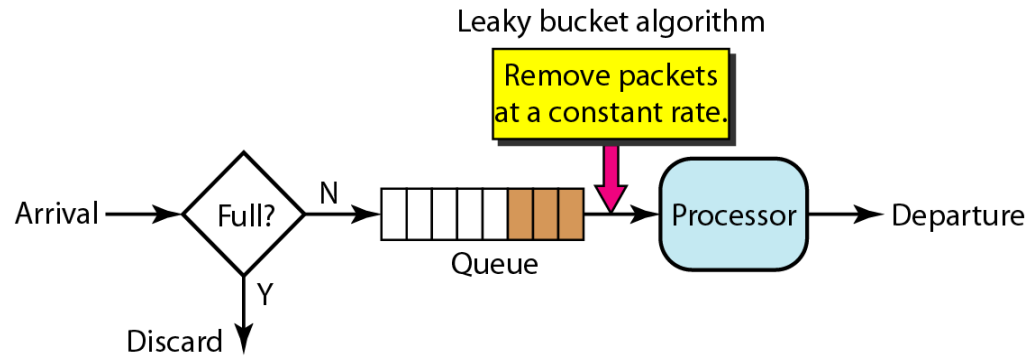 Leaky bucket algorithm
Remove packets
at a constant rate.
Arrival
Full?
N
Queue
Processor
Departure
Y
Discard